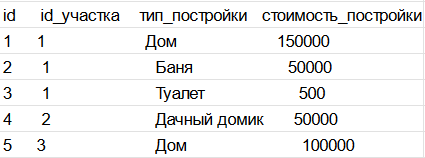 id id_участка тип_постройки стоимость_постройки
1 1 Дом 150000
2 1 Баня 50000
3 1 Туалет 500
4 2 Дачный домик 50000
5 3 Дом 100000